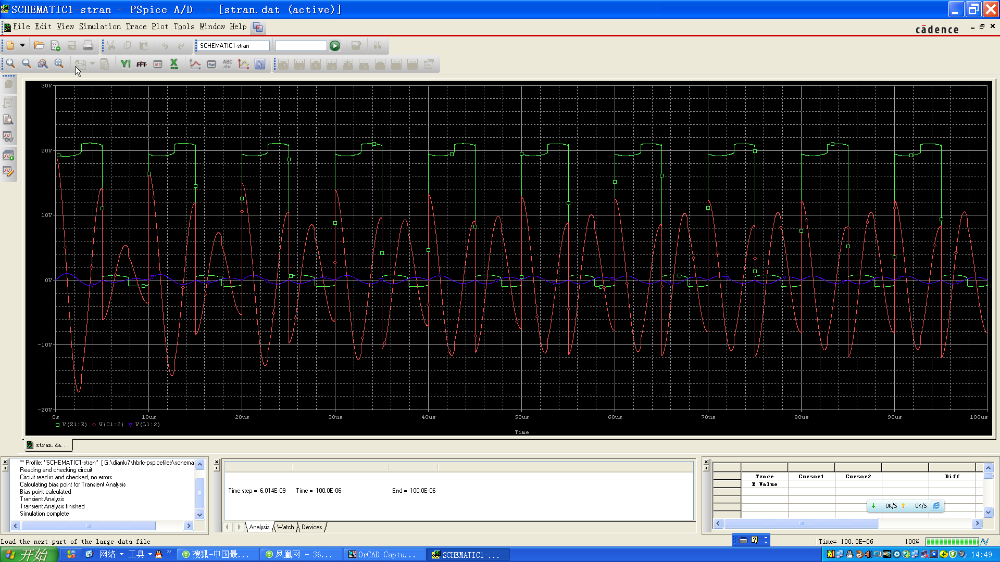 SCHEMATIC1-stran - PSpice A/D - [stran.dat (active)]
File Edit View Simulation Trace Plot Tools Window Help
cādence
SCHEMATIC1-stran
FFT
ABC
abc
30V
20V
10V
0V
-10V
-20V
0s 10us 20us 30us 40us 50us 60us 70us 80us 90us 100us
V(Z1:E) V(C1:2) V(L1:2)
Time
stran.da...
** Profile: "SCHEMATIC1-stran" [ G:\dianlu7\hbrlc-pspicefiles\schema
Reading and checking circuit
Circuit read in and checked, no errors
Calculating bias point for Transient Analysis
Bias point calculated
Transient Analysis
Transient Analysis finished
Simulation complete
Time step = 6.014E-09 Time = 100.0E-06 End = 100.0E-06
Analysis Watch Devices
Trace Cursor1 Cursor2 Diff
X Value
0K/S 0K/S
Load the next part of the large data file
Time= 100.0E-06 100%
开始 网络 工具 搜狐-中国最... 凤凰网 - 36... OrCAD Captu... SCHEMATIC1-... 14:49